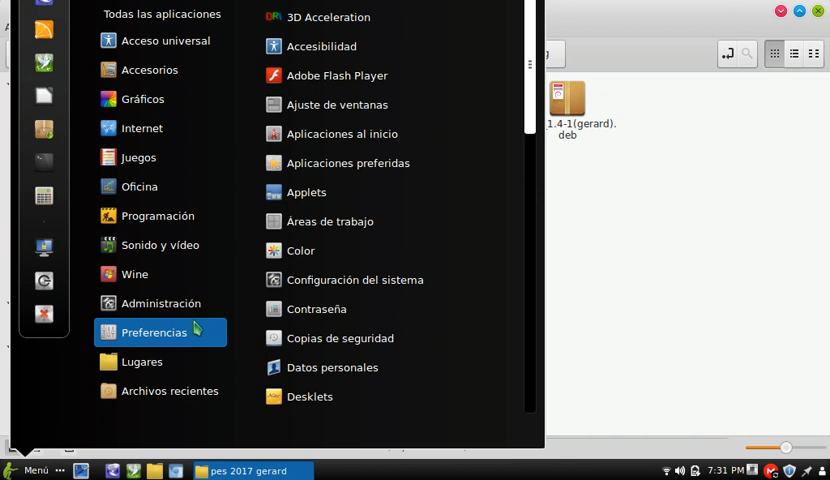 Todas las aplicaciones
Acceso universal
Accesorios
Gráficos
Internet
Juegos
Oficina
Programación
Sonido y vídeo
Wine
Administración
Preferencias
Lugares
Archivos recientes
3D Acceleration
Accesibilidad
Adobe Flash Player
Ajuste de ventanas
Aplicaciones al inicio
Aplicaciones preferidas
Applets
Áreas de trabajo
Color
Configuración del sistema
Contraseña
Copias de seguridad
Datos personales
Desklets
_1.4-1(gerard).
deb
Menú
pes 2017 gerard
7:31 PM